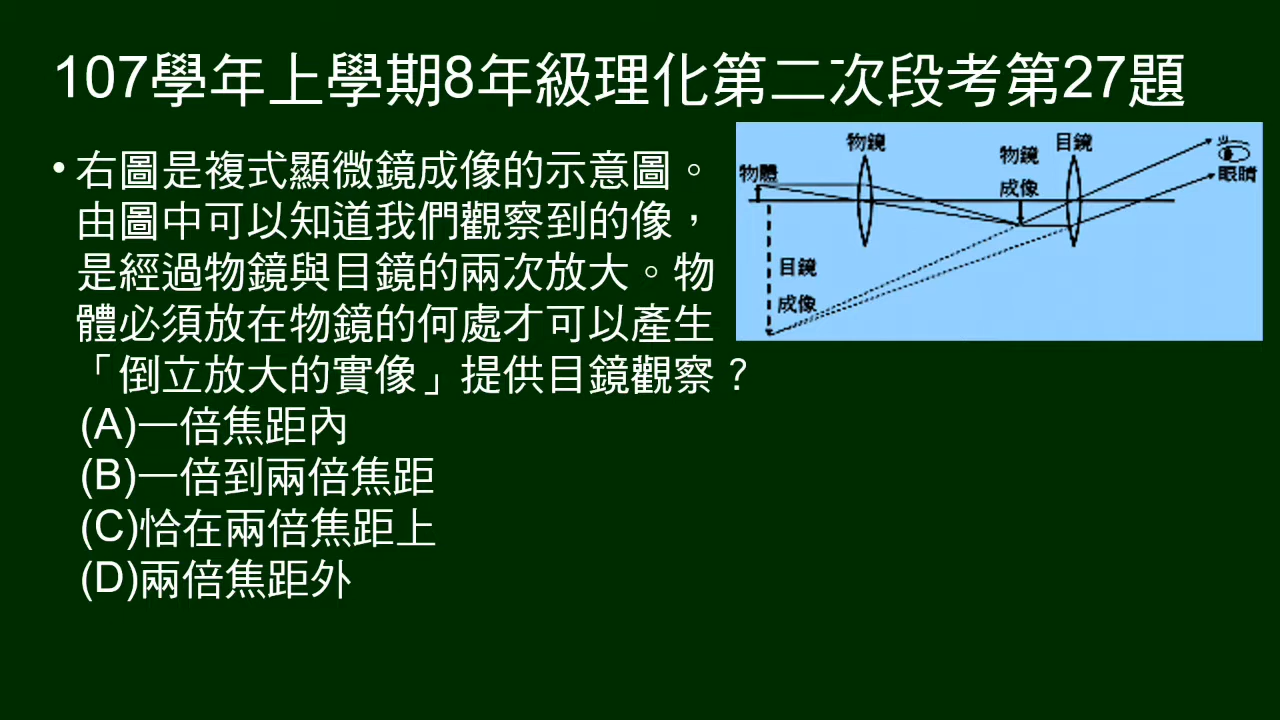 107學年上學期8年級理化第二次段考第27題
•右圖是複式顯微鏡成像的示意圖。
由圖中可以知道我們觀察到的像，
是經過物鏡與目鏡的兩次放大。物
體必須放在物鏡的何處才可以產生
「倒立放大的實像」提供目鏡觀察？
(A)一倍焦距內
(B)一倍到兩倍焦距
(C)恰在兩倍焦距上
(D)兩倍焦距外
物鏡
目鏡
物體
物鏡
成像
眼睛
目鏡
成像